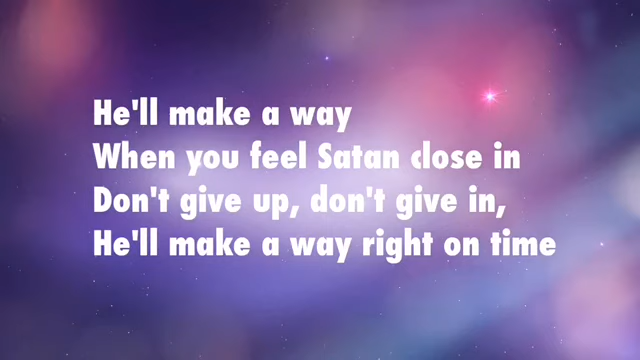 He'll make a way
When you feel Satan close in
Don't give up, don't give in,
He'll make a way right on time